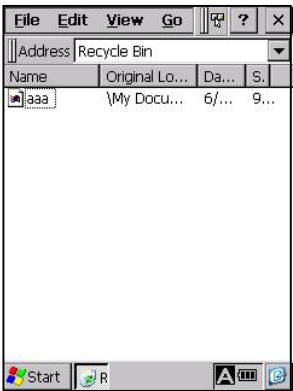 File Edit View Go ? ×
Address Recycle Bin
Name Original Lo... Da... S.
aaa \My Docu... 6/... 9...
Start R A